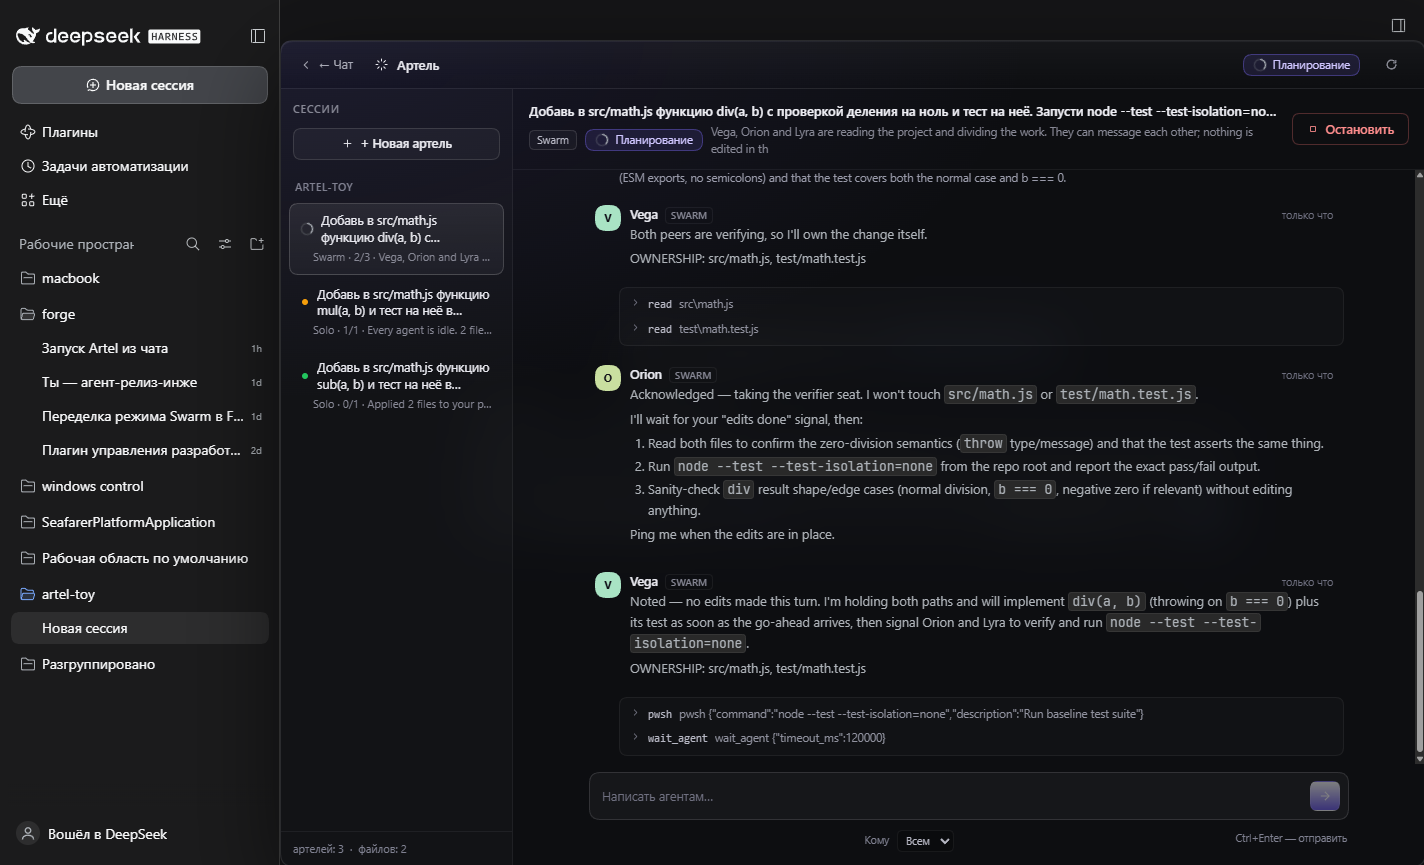 deepseek HARNESS
Новая сессия
Плагины
Задачи автоматизации
Ещё
Рабочие простран
macbook
forge
Запуск Artel из чата 1h
Ты — агент-релиз-инже 1d
Переделка режима Swarm в F... 1d
Плагин управления разработ... 2d
windows control
SeafarerPlatformApplication
Рабочая область по умолчанию
artel-toy
Новая сессия
Разгруппировано
Вошёл в DeepSeek
← Чат
Артель
Планирование
СЕССИИ
+ Новая артель
ARTEL-TOY
Добавь в src/math.js
функцию div(a, b) с...
Swarm · 2/3 · Vega, Orion and Lyra ...
Добавь в src/math.js функцию
mul(a, b) и тест на неё в...
Solo · 1/1 · Every agent is idle. 2 file...
Добавь в src/math.js функцию
sub(a, b) и тест на неё в...
Solo · 0/1 · Applied 2 files to your p...
артелей: 3 · файлов: 2
Добавь в src/math.js функцию div(a, b) с проверкой деления на ноль и тест на неё. Запусти node --test --test-isolation=no...
Swarm
Планирование
Vega, Orion and Lyra are reading the project and dividing the work. They can message each other; nothing is
edited in th
Остановить
(ESM exports, no semicolons) and that the test covers both the normal case and b === 0.
V Vega SWARM только что
Both peers are verifying, so I'll own the change itself.
OWNERSHIP: src/math.js, test/math.test.js
read src\math.js
read test\math.test.js
O Orion SWARM только что
Acknowledged — taking the verifier seat. I won't touch src/math.js or test/math.test.js.
I'll wait for your "edits done" signal, then:
1. Read both files to confirm the zero-division semantics (throw type/message) and that the test asserts the same thing.
2. Run node --test --test-isolation=none from the repo root and report the exact pass/fail output.
3. Sanity-check div result shape/edge cases (normal division, b === 0, negative zero if relevant) without editing
anything.
Ping me when the edits are in place.
V Vega SWARM только что
Noted — no edits made this turn. I'm holding both paths and will implement div(a, b) (throwing on b === 0) plus
its test as soon as the go-ahead arrives, then signal Orion and Lyra to verify and run node --test --test-
isolation=none.
OWNERSHIP: src/math.js, test/math.test.js
pwsh pwsh {"command":"node --test --test-isolation=none","description":"Run baseline test suite"}
wait_agent wait_agent {"timeout_ms":120000}
Написать агентам...
Кому Всем
Ctrl+Enter — отправить